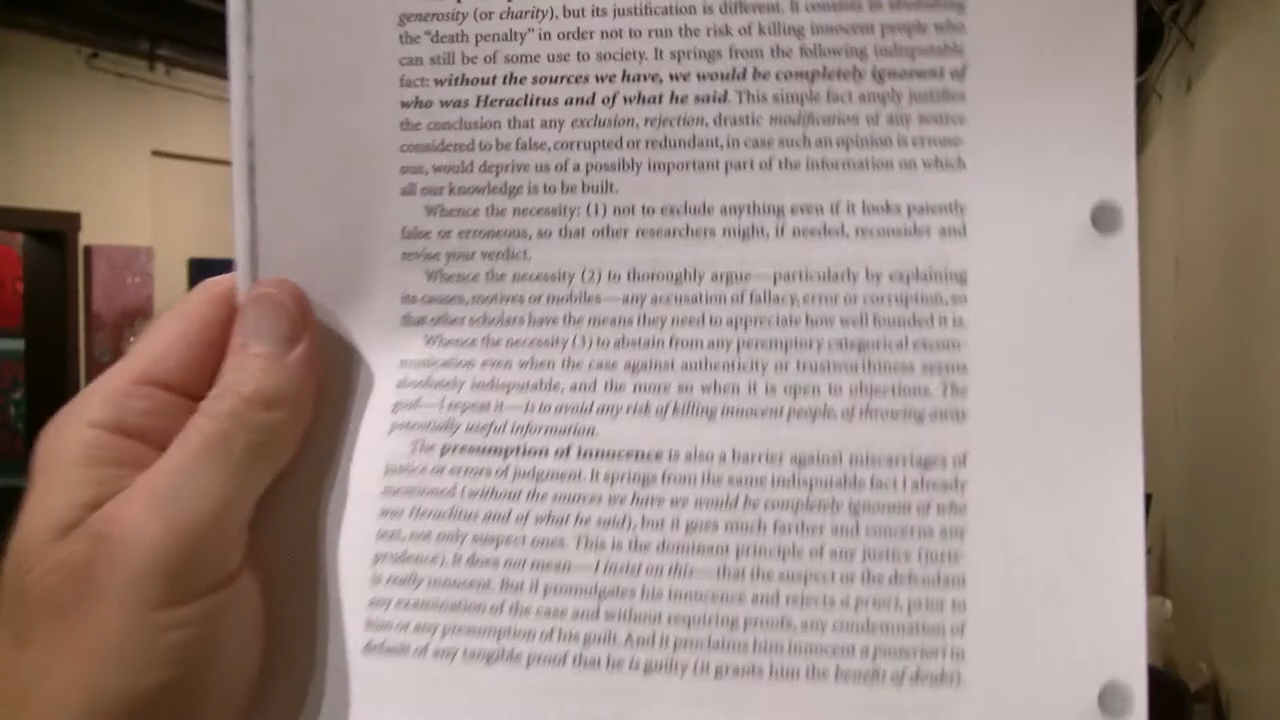 generosity (or charity), but its justification is different. It consists in abolishing
the "death penalty" in order not to run the risk of killing innocent people who
can still be of some use to society. It springs from the following indisputable
fact: without the sources we have, we would be completely ignorant of
who was Heraclitus and of what he said. This simple fact amply justifies
the conclusion that any exclusion, rejection, drastic modification of any source
considered to be false, corrupted or redundant, in case such an opinion is errone-
ous, would deprive us of a possibly important part of the information on which
all our knowledge is to be built.
Whence the necessity: (1) not to exclude anything even if it looks patently
false or erroneous, so that other researchers might, if needed, reconsider and
revise your verdict.
Whence the necessity (2) to thoroughly argue—particularly by explaining
its causes, motives or mobiles—any accusation of fallacy, error or corruption, so
that other scholars have the means they need to appreciate how well founded it is.
Whence the necessity (3) to abstain from any peremptory categorical excom-
munication even when the case against authenticity or trustworthiness seems
absolutely indisputable, and the more so when it is open to objections. The
goal—I repeat it—is to avoid any risk of killing innocent people, of throwing away
potentially useful information.
The presumption of innocence is also a barrier against miscarriages of
justice or errors of judgment. It springs from the same indisputable fact I already
mentioned (without the sources we have we would be completely ignorant of who
was Heraclitus and of what he said), but it goes much farther and concerns any
text, not only suspect ones. This is the dominant principle of any justice (juris-
prudence). It does not mean—I insist on this—that the suspect or the defendant
is really innocent. But it promulgates his innocence and rejects a priori, prior to
any examination of the case and without requiring proofs, any condemnation of
him or any presumption of his guilt. And it proclaims him innocent a posteriori in
default of any tangible proof that he is guilty (it grants him the benefit of doubt).